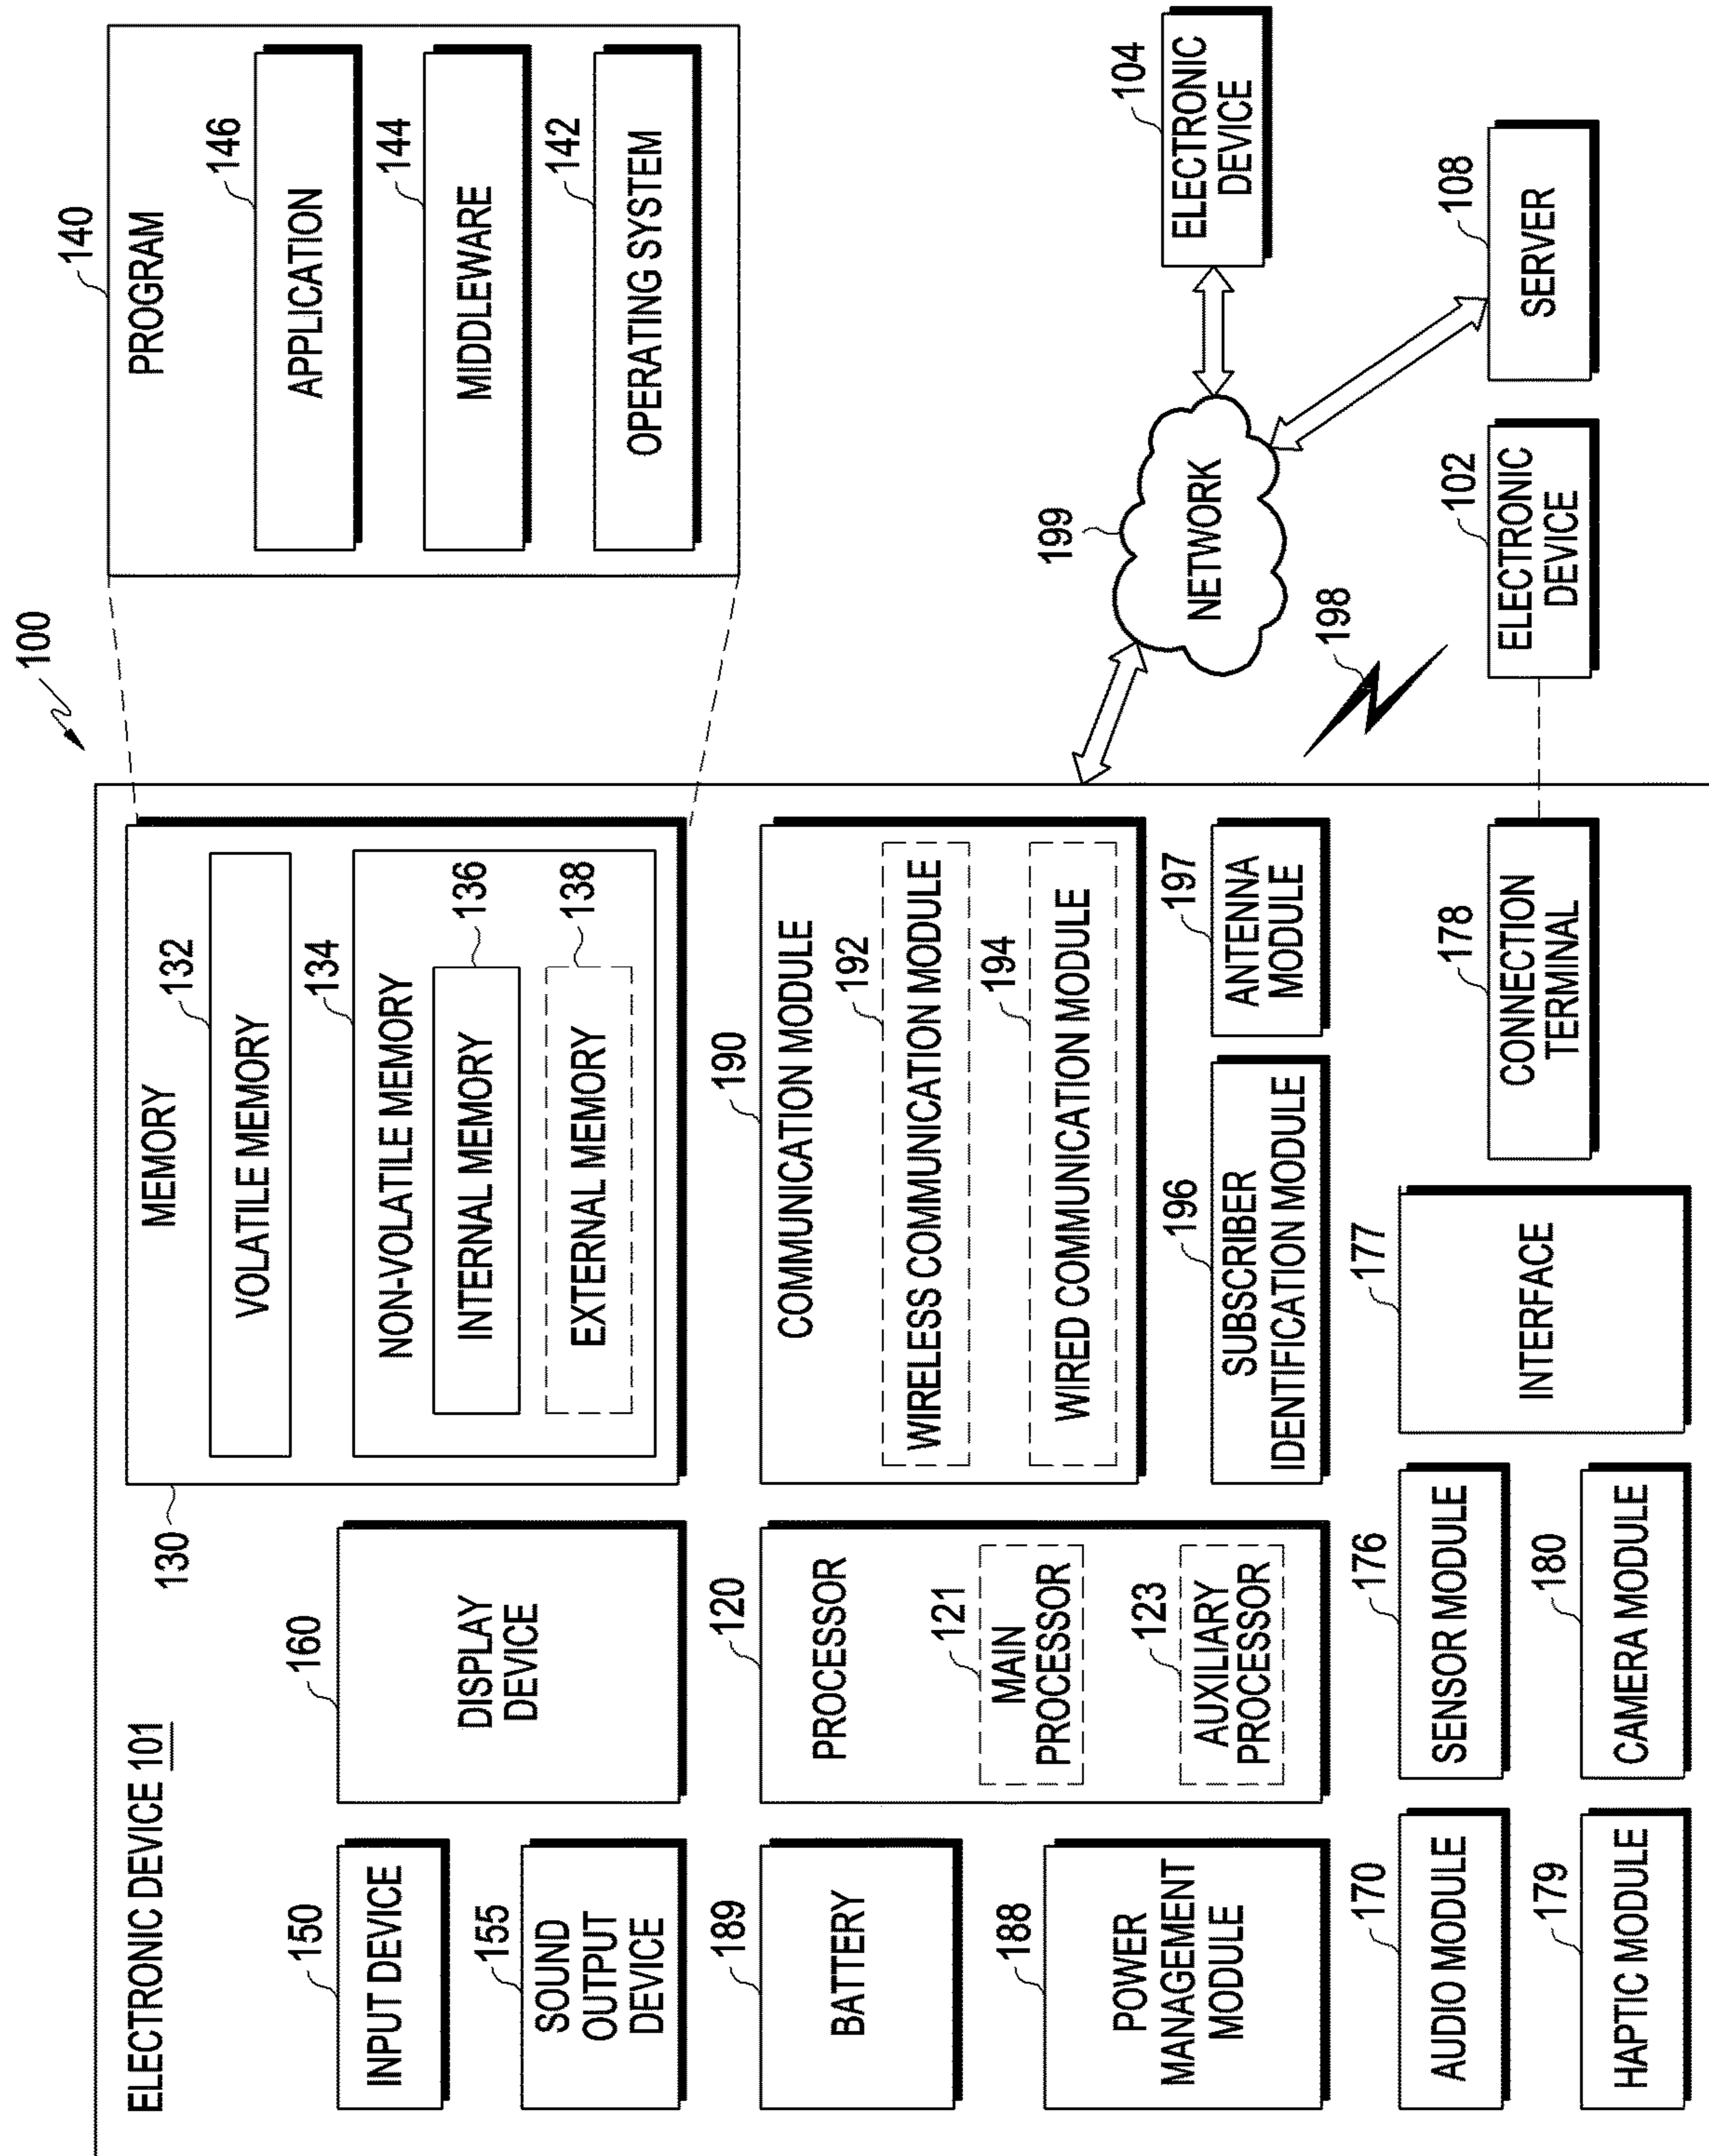 100
ELECTRONIC DEVICE 101
150
INPUT DEVICE
155
SOUND
OUTPUT
DEVICE
160
DISPLAY
DEVICE
130
MEMORY
132
VOLATILE MEMORY
134
NON-VOLATILE MEMORY
136
INTERNAL MEMORY
138
EXTERNAL MEMORY
140
PROGRAM
146
APPLICATION
144
MIDDLEWARE
142
OPERATING SYSTEM
189
BATTERY
188
POWER
MANAGEMENT
MODULE
120
PROCESSOR
121
MAIN
PROCESSOR
123
AUXILIARY
PROCESSOR
190
COMMUNICATION MODULE
192
WIRELESS COMMUNICATION MODULE
194
WIRED COMMUNICATION MODULE
196
SUBSCRIBER
IDENTIFICATION MODULE
197
ANTENNA
MODULE
199
NETWORK
104
ELECTRONIC
DEVICE
198
170
AUDIO MODULE
176
SENSOR MODULE
177
INTERFACE
178
CONNECTION
TERMINAL
102
ELECTRONIC
DEVICE
108
SERVER
179
HAPTIC MODULE
180
CAMERA MODULE